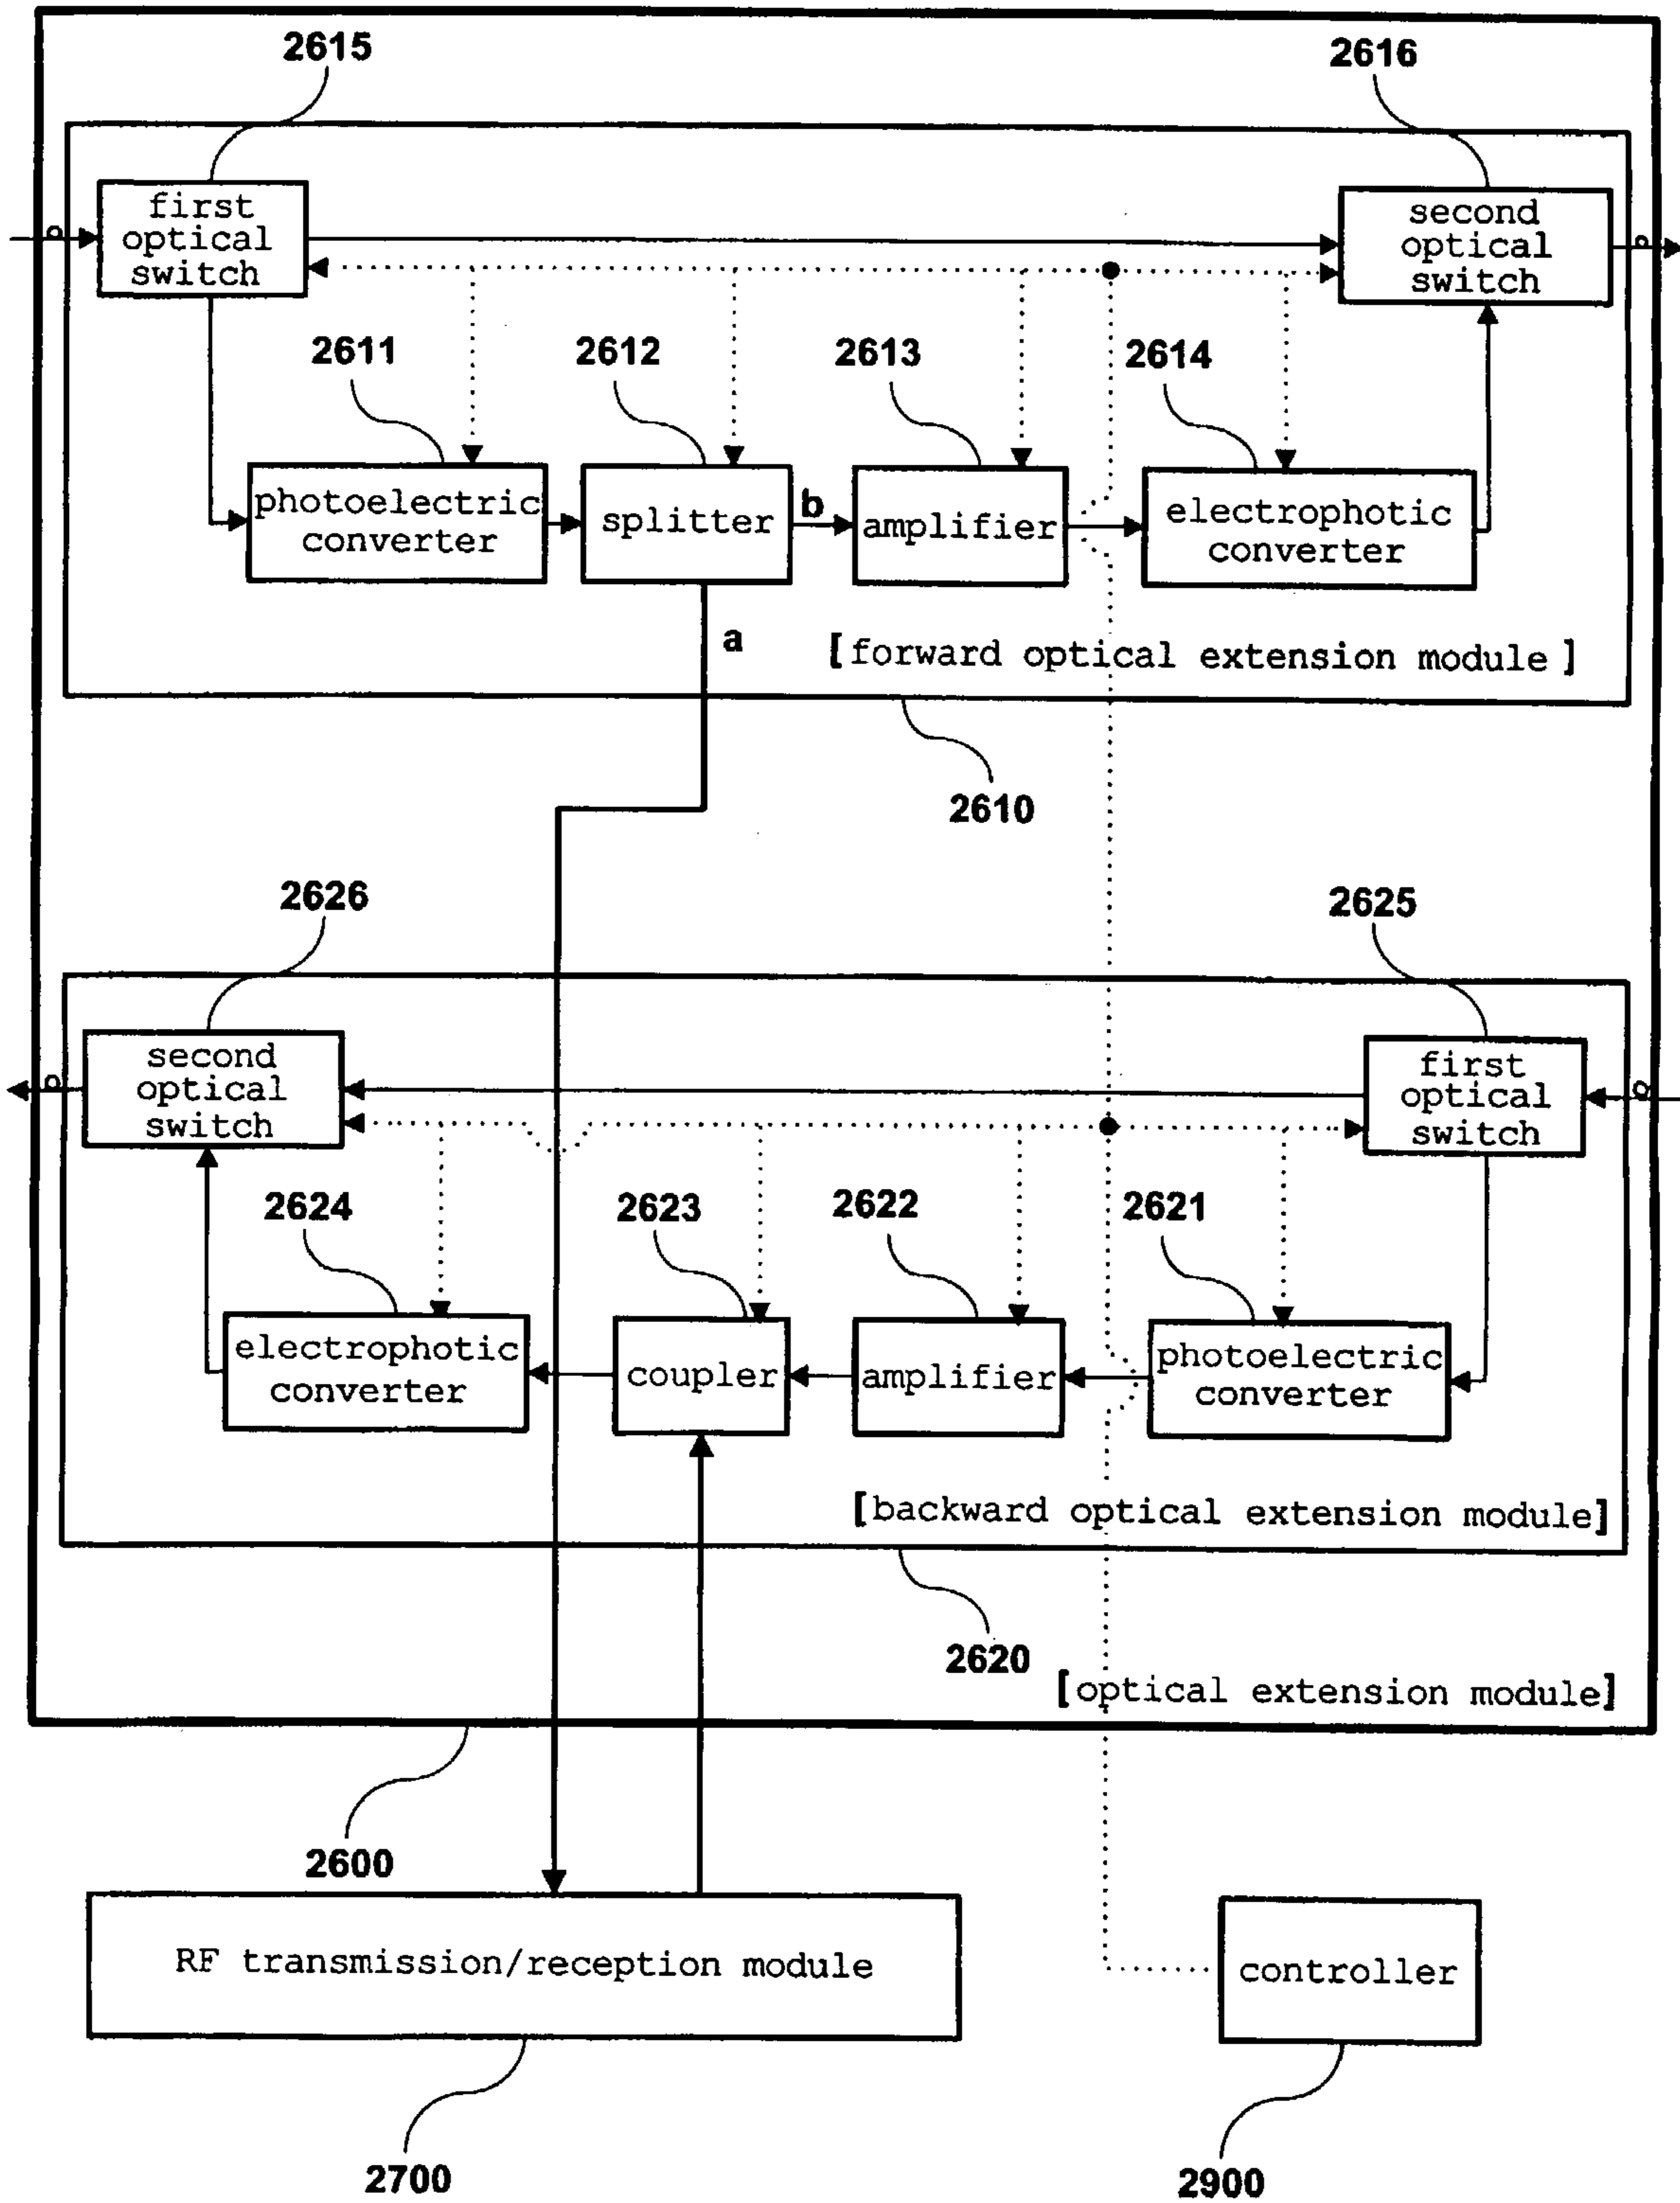 2615
2616
first
optical
switch
second
optical
switch
2611
2612
2613
2614
photoelectric
converter
splitter
b
amplifier
electrophotic
converter
a
[forward optical extension module]
2610
2626
2625
second
optical
switch
first
optical
switch
2624
2623
2622
2621
electrophotic
converter
coupler
amplifier
photoelectric
converter
[backward optical extension module]
2620
[optical extension module]
2600
RF transmission/reception module
controller
2700
2900